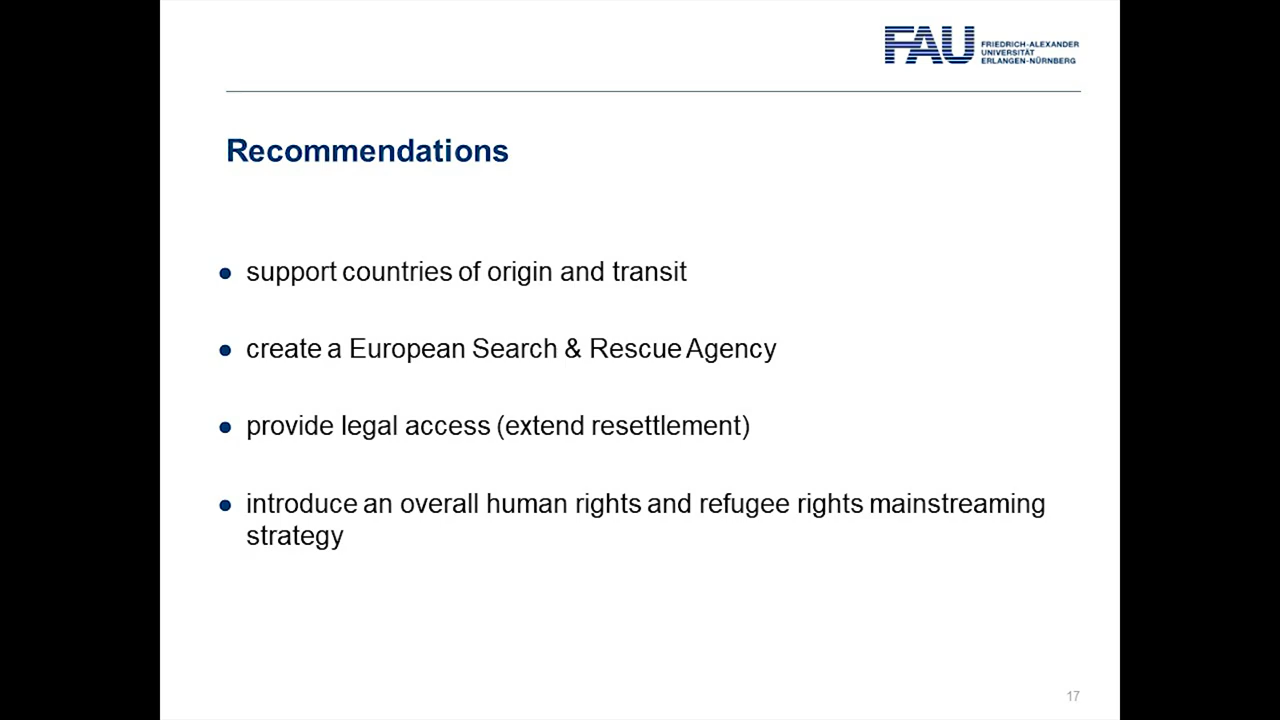 FAU
FRIEDRICH-ALEXANDER
UNIVERSITÄT
ERLANGEN-NÜRNBERG
Recommendations
● support countries of origin and transit
● create a European Search & Rescue Agency
● provide legal access (extend resettlement)
● introduce an overall human rights and refugee rights mainstreaming
strategy
17